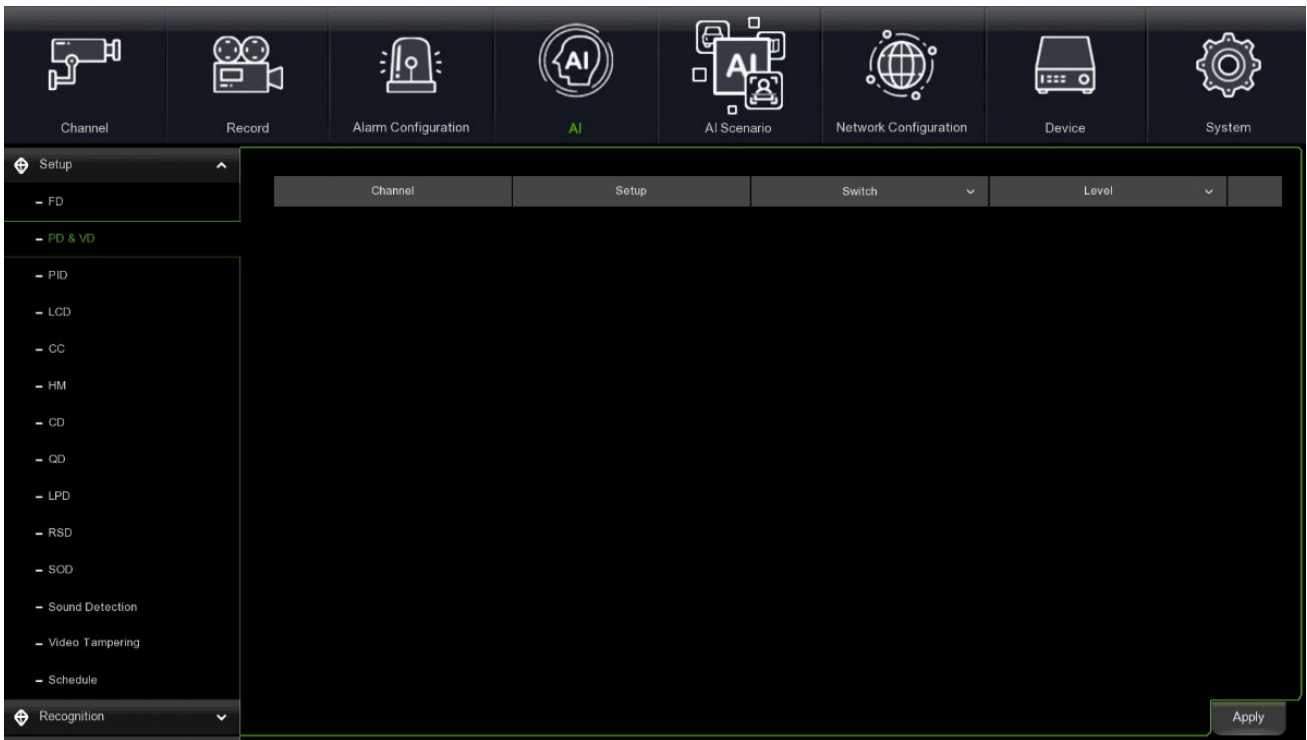 Channel Record Alarm Configuration AI AI Scenario Network Configuration Device System
AI
AI
Setup
Channel Setup Switch Level
– FD
– PD & VD
– PID
– LCD
– CC
– HM
– CD
– QD
– LPD
– RSD
– SOD
– Sound Detection
– Video Tampering
– Schedule
Recognition
Apply